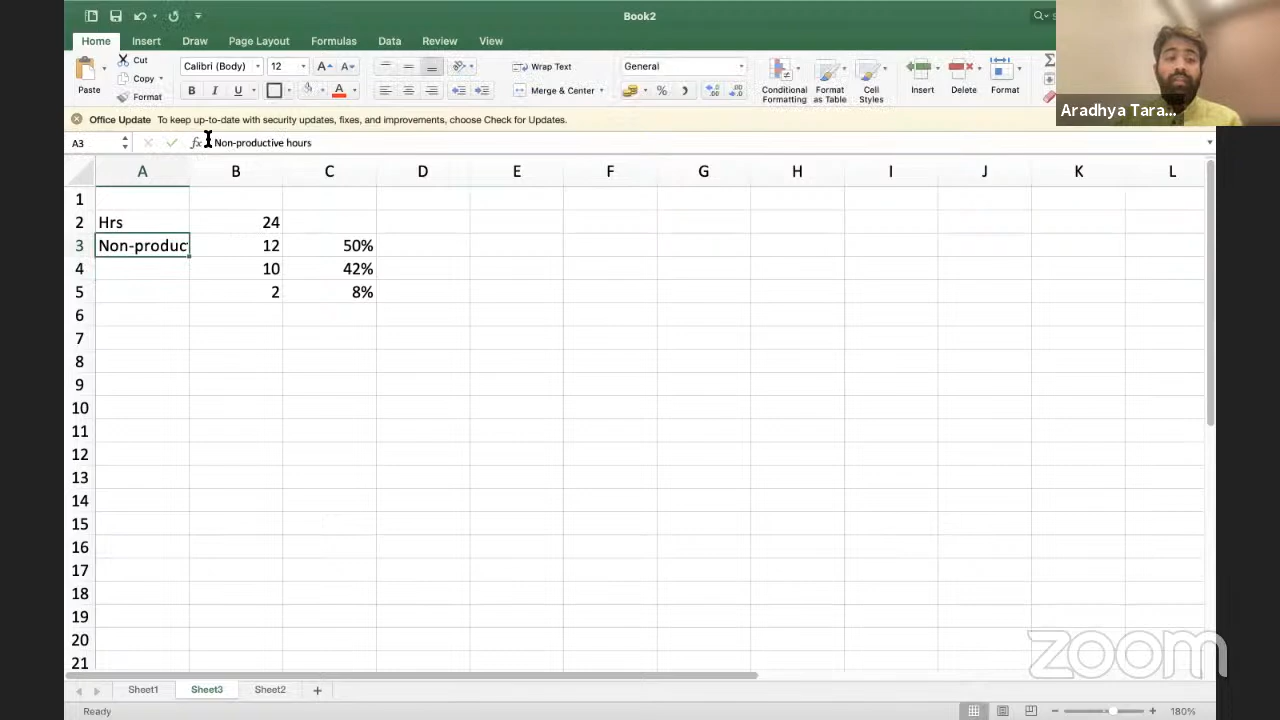 Book2
Home Insert Draw Page Layout Formulas Data Review View
Paste
Cut
Copy
Format
Calibri (Body) 12
B I U
Wrap Text
Merge & Center
General
Conditional Formatting
Format as Table
Cell Styles
Insert Delete Format
Aradhya Tara...
Office Update To keep up-to-date with security updates, fixes, and improvements, choose Check for Updates.
A3 fx Non-productive hours
A B C D E F G H I J K L
1
2 Hrs 24
3 Non-produc 12 50%
4 10 42%
5 2 8%
6
7
8
9
10
11
12
13
14
15
16
17
18
19
20
21
zoom
Sheet1 Sheet3 Sheet2 +
Ready 180%